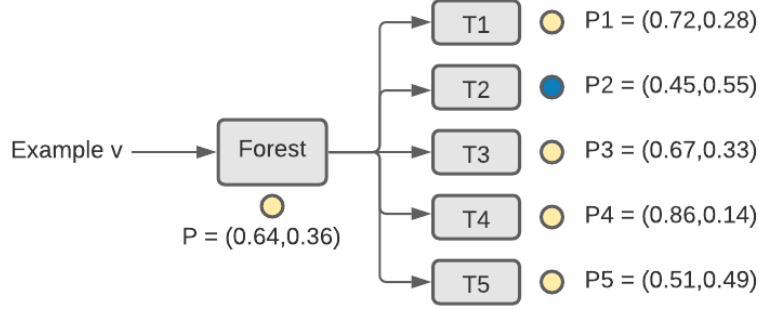 T1 P1 = (0.72,0.28)
T2 P2 = (0.45,0.55)
Example v Forest T3 P3 = (0.67,0.33)
P = (0.64,0.36)
T4 P4 = (0.86,0.14)
T5 P5 = (0.51,0.49)